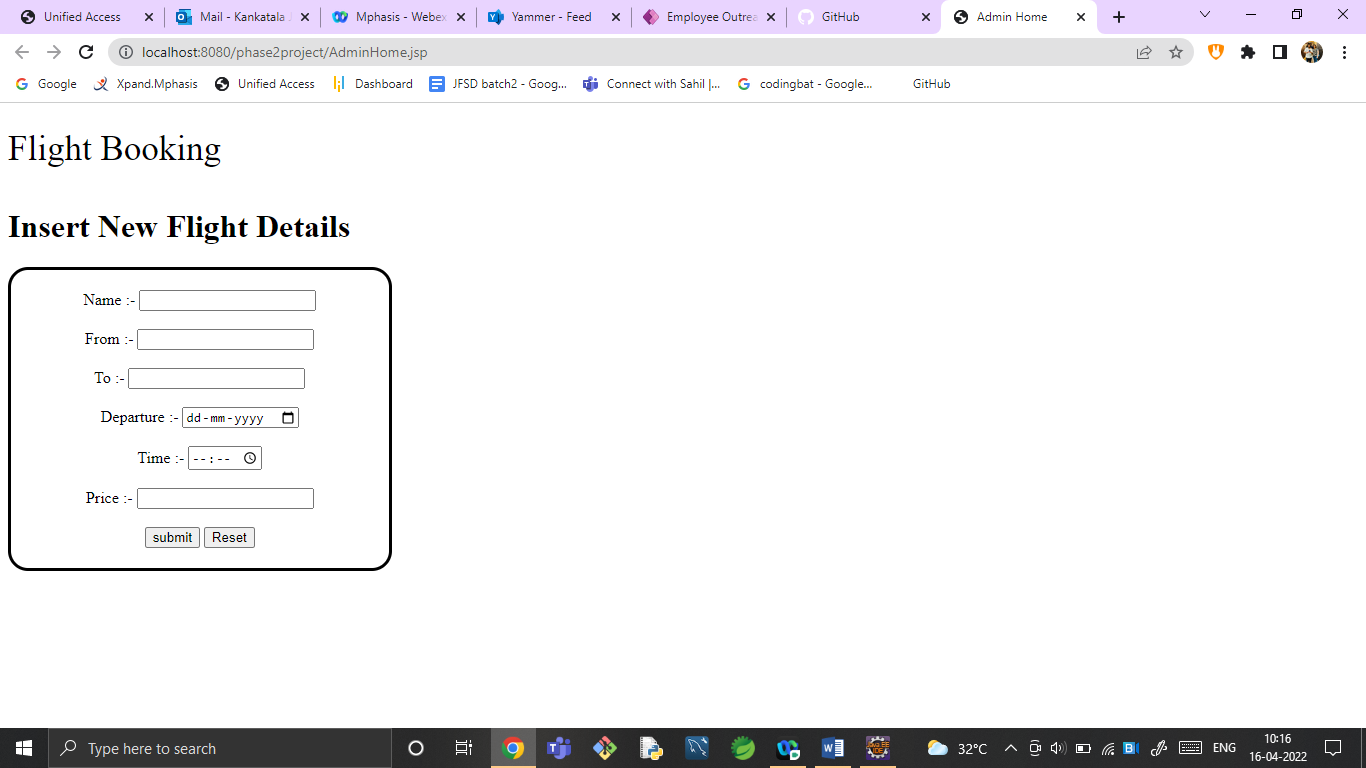 Unified Access
Mail - Kankatala
Mphasis - Webex
Yammer - Feed
Employee Outrea
GitHub
Admin Home
localhost:8080/phase2project/AdminHome.jsp
Google
Xpand.Mphasis
Unified Access
Dashboard
JFSD batch2 - Goog...
Connect with Sahil |...
codingbat - Google...
GitHub
Flight Booking
Insert New Flight Details
Name :-
From :-
To :-
Departure :- dd-mm-yyyy
Time :- --:--
Price :-
submit Reset
Type here to search
32°C
ENG
10:16
16-04-2022